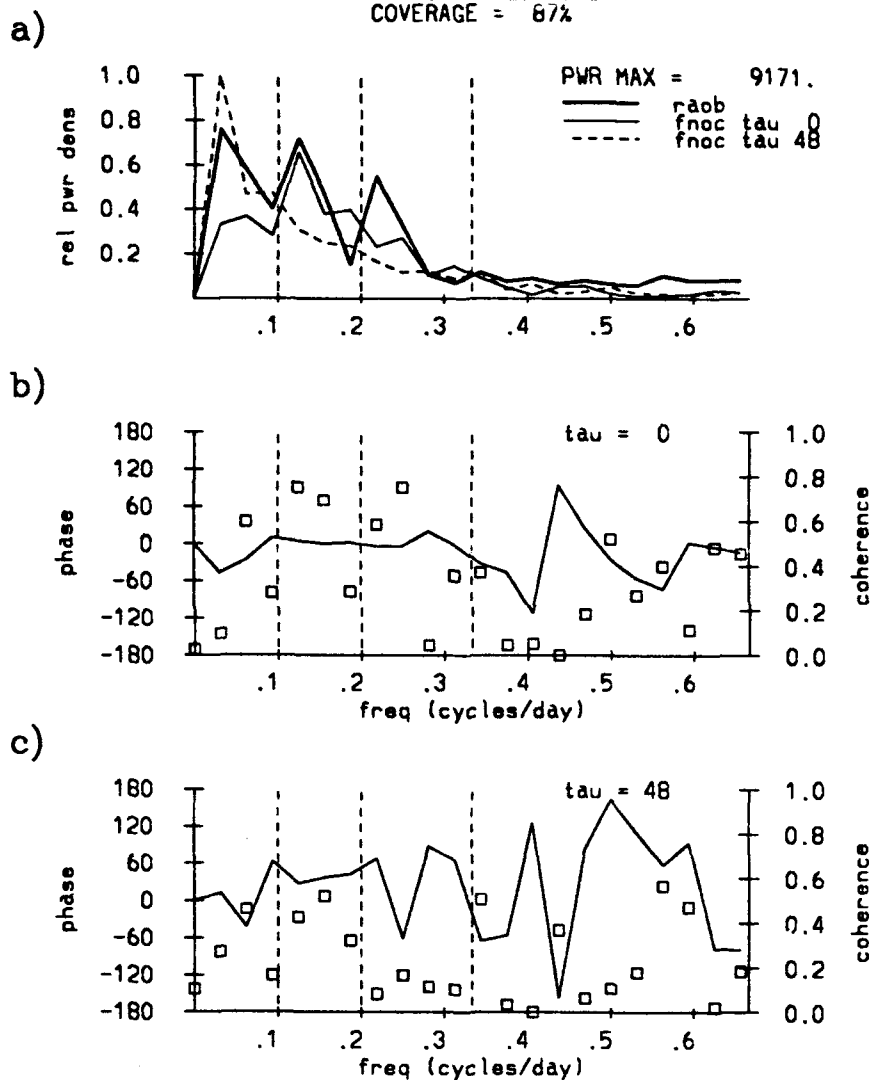 COVERAGE = 87%
a)
PWR MAX = 9171.
raob
fnoc tau 0
fnoc tau 48
rel pwr dens
1.0
0.8
0.6
0.4
0.2
.1 .2 .3 .4 .5 .6
b)
tau = 0
phase
180
120
60
0
-60
-120
-180
1.0
0.8
0.6
0.4
0.2
0.0
coherence
.1 .2 .3 .4 .5 .6
freq (cycles/day)
c)
tau = 48
phase
180
120
60
0
-60
-120
-180
1.0
0.8
0.6
0.4
0.2
0.0
coherence
.1 .2 .3 .4 .5 .6
freq (cycles/day)